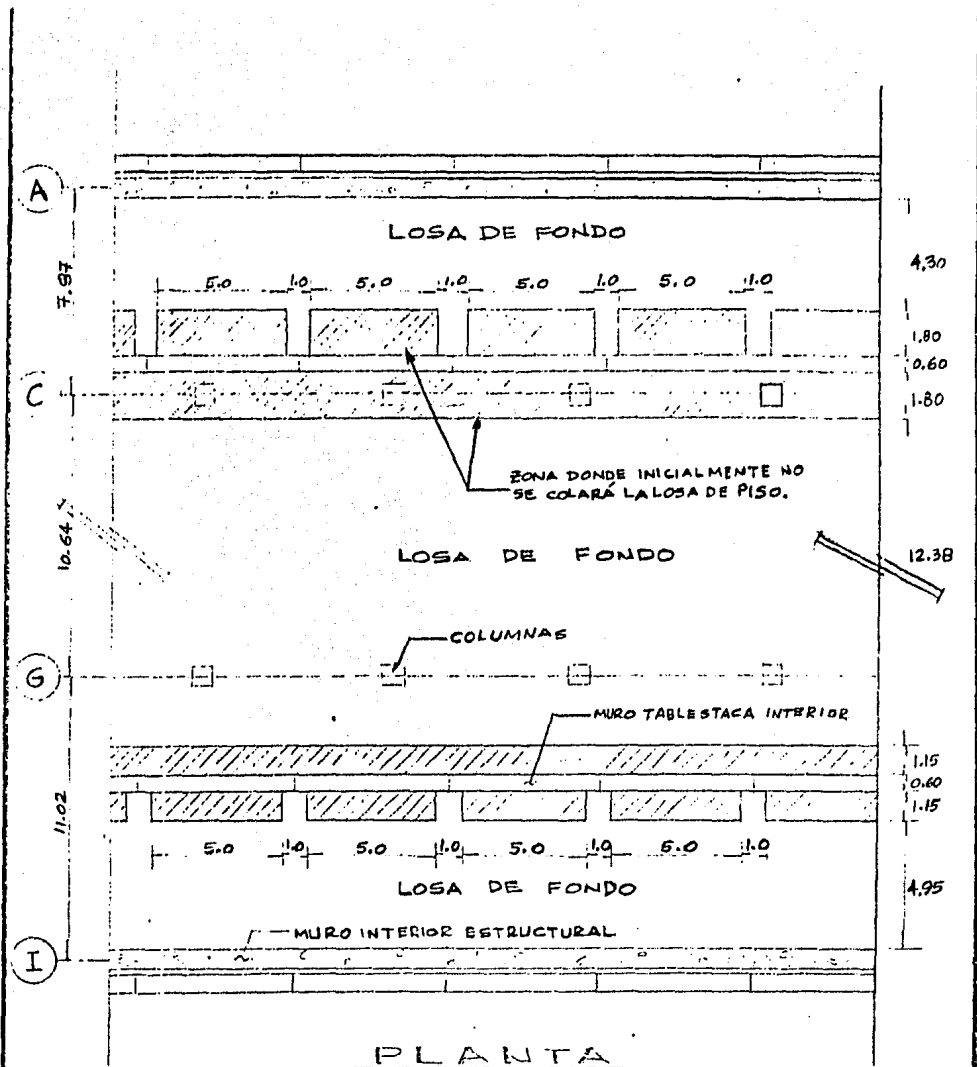 A
LOSA DE FONDO
7.87
4.30
5.0 1.0 5.0 1.0 5.0 1.0 5.0 1.0
1.80
0.60
C
1.80
ZONA DONDE INICIALMENTE NO
SE COLARÁ LA LOSA DE PISO.
10.64
LOSA DE FONDO
12.38
COLUMNAS
G
MURO TABLESTACA INTERIOR
1.15
0.60
1.15
11.02
5.0 1.0 5.0 1.0 5.0 1.0 5.0 1.0
LOSA DE FONDO
4.95
MURO INTERIOR ESTRUCTURAL
I
PLANTA